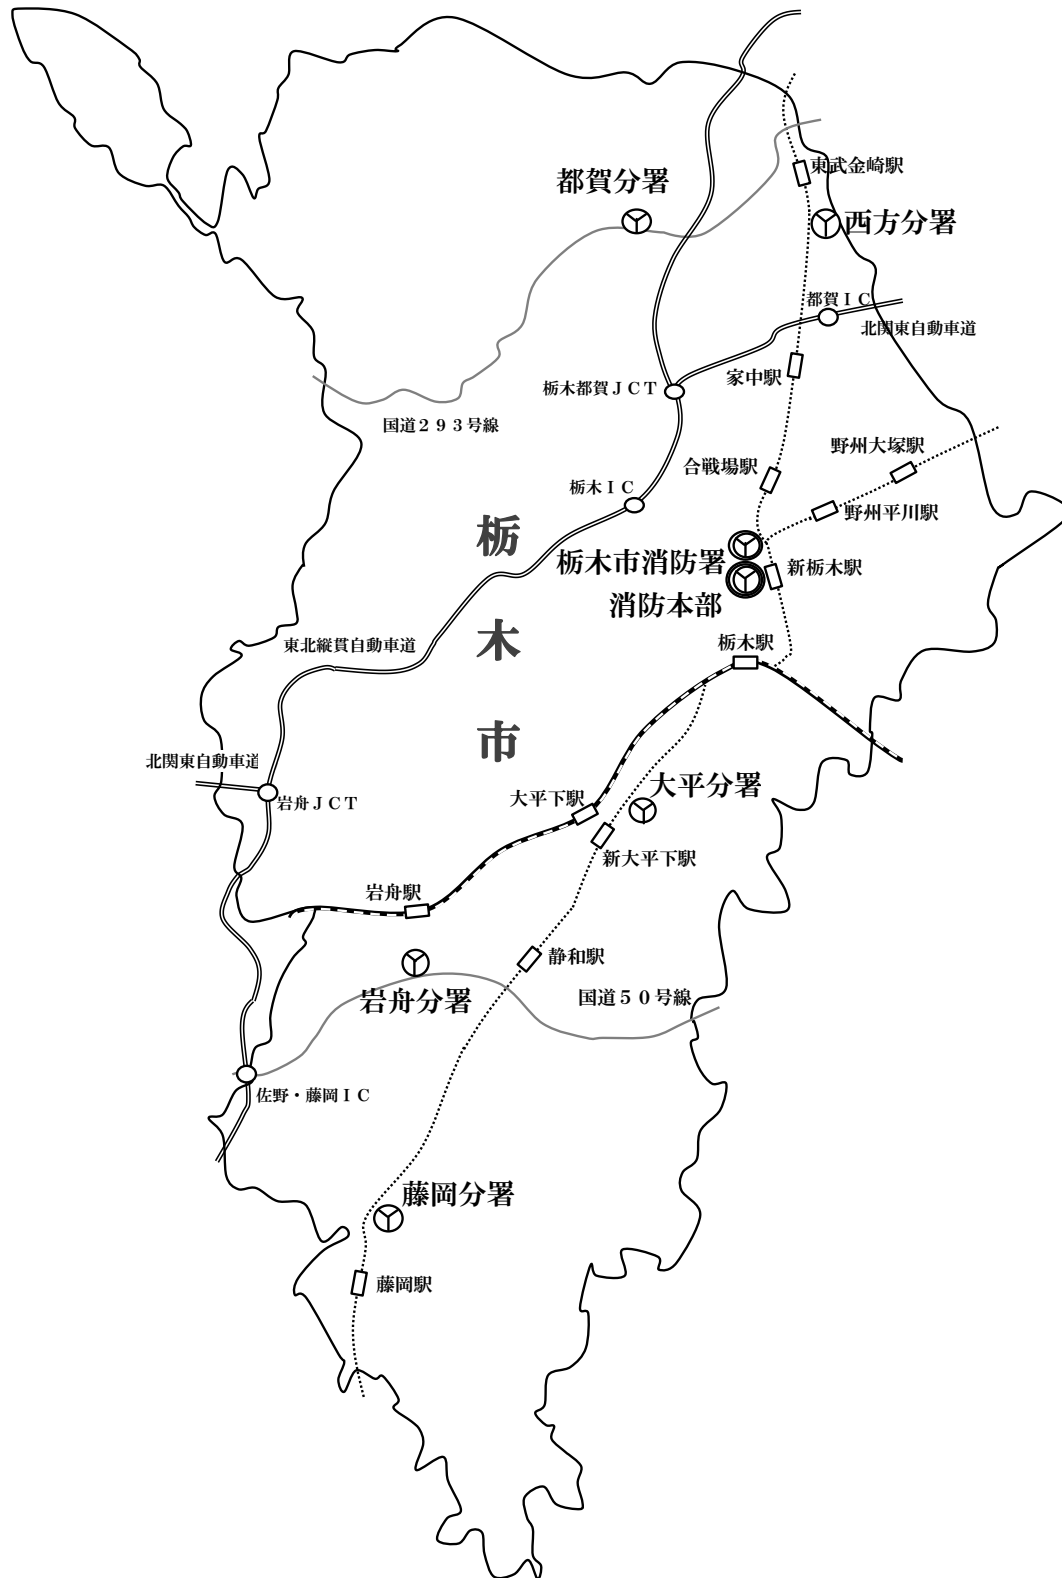 東武金崎駅
都賀分署
西方分署
都賀ＩＣ
北関東自動車道
家中駅
栃木都賀ＪＣＴ
国道２９３号線
野州大塚駅
合戦場駅
栃木ＩＣ
野州平川駅
栃木市
栃木市消防署
新栃木駅
消防本部
栃木駅
東北縦貫自動車道
北関東自動車道
大平分署
大平下駅
岩舟ＪＣＴ
新大平下駅
岩舟駅
静和駅
国道５０号線
岩舟分署
佐野・藤岡ＩＣ
藤岡分署
藤岡駅